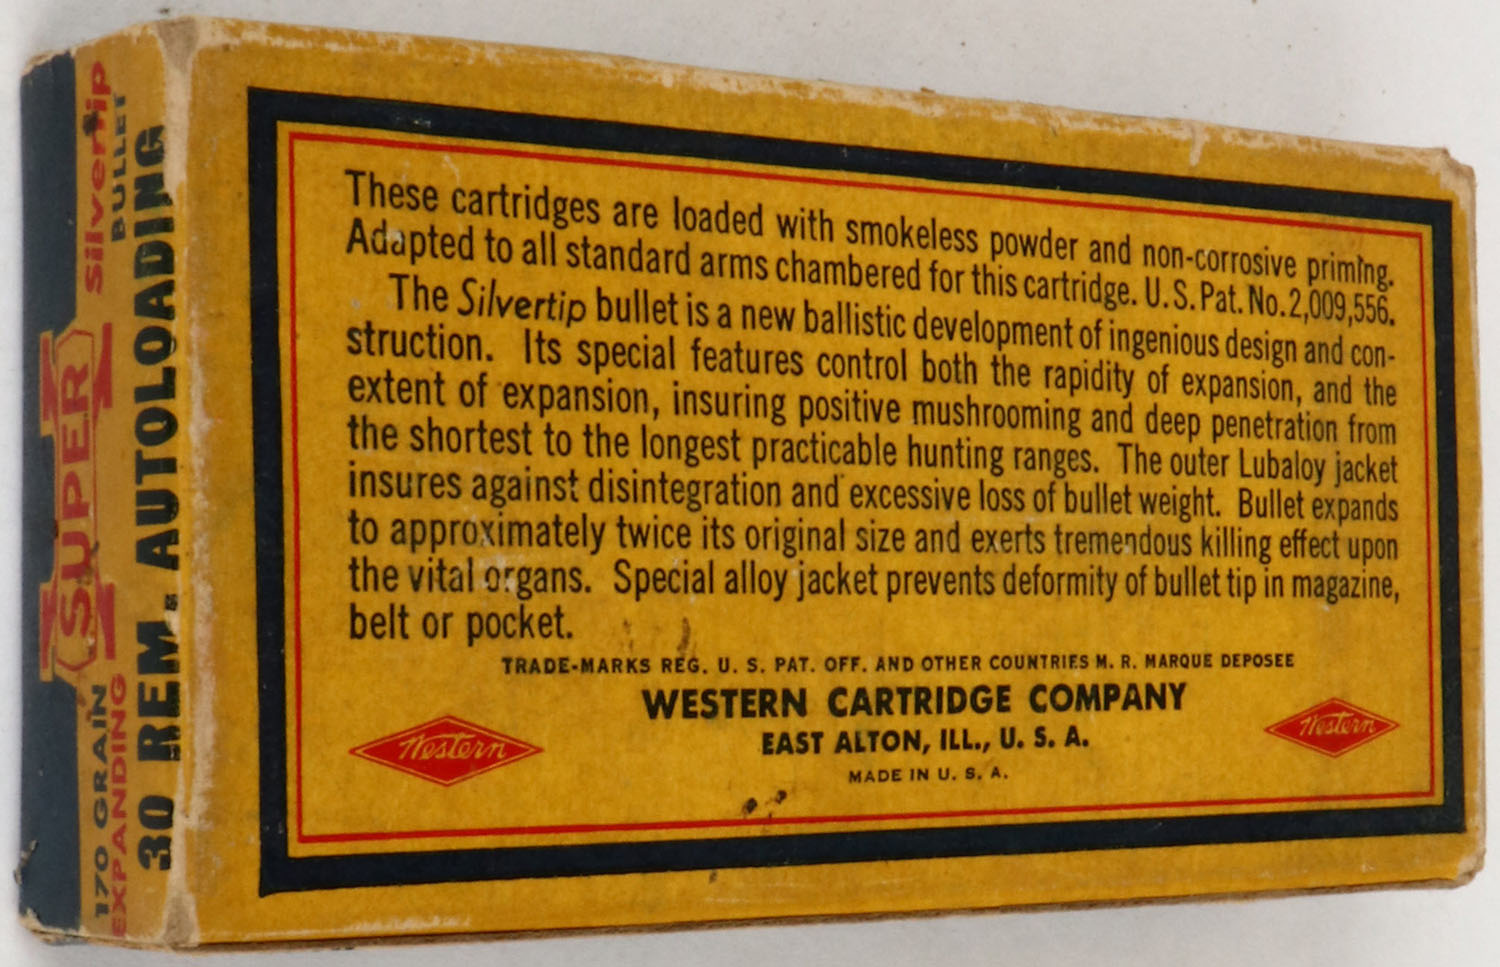 These cartridges are loaded with smokeless powder and non-corrosive priming.
Adapted to all standard arms chambered for this cartridge. U.S. Pat. No. 2,009,556.
The Silvertip bullet is a new ballistic development of ingenious design and con-
struction. Its special features control both the rapidity of expansion, and the
extent of expansion, insuring positive mushrooming and deep penetration from
the shortest to the longest practicable hunting ranges. The outer Lubaloy jacket
insures against disintegration and excessive loss of bullet weight. Bullet expands
to approximately twice its original size and exerts tremendous killing effect upon
the vital organs. Special alloy jacket prevents deformity of bullet tip in magazine,
belt or pocket.
TRADE-MARKS REG. U. S. PAT. OFF. AND OTHER COUNTRIES M. R. MARQUE DEPOSEE
WESTERN CARTRIDGE COMPANY
EAST ALTON, ILL., U. S. A.
MADE IN U. S. A.
Western
Western
SUPER X
170 GRAIN
EXPANDING
Silvertip
BULLET
30 REM. AUTOLOADING